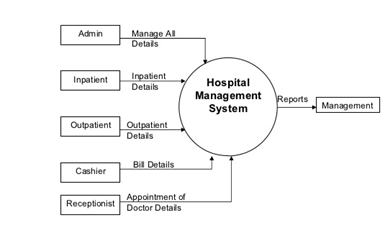 Admin
Manage All
Details
Inpatient
Inpatient
Details
Hospital
Management
System
Reports
Management
Outpatient
Outpatient
Details
Cashier
Bill Details
Receptionist
Appointment of
Doctor Details